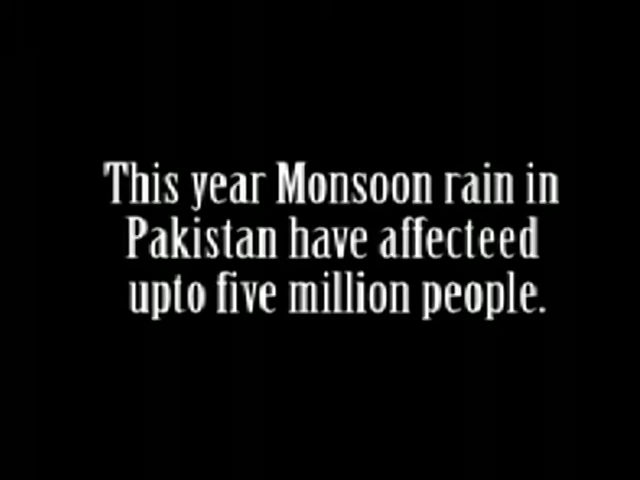 This year Monsoon rain in
Pakistan have affecteed
upto five million people.